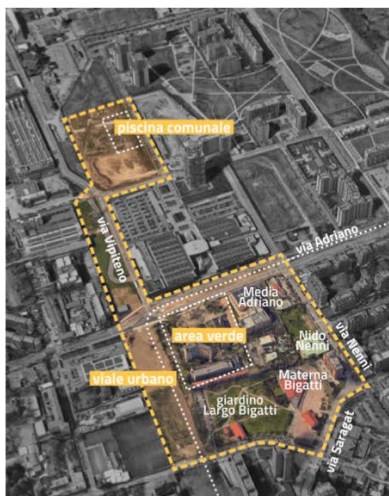 piscina comunale
via Vipiteno
via Adriano
Media
Adriano
Nido
Nenni
via Nenni
area verde
viale urbano
Materna
Bigatti
giardino
Largo Bigatti
via Saragat